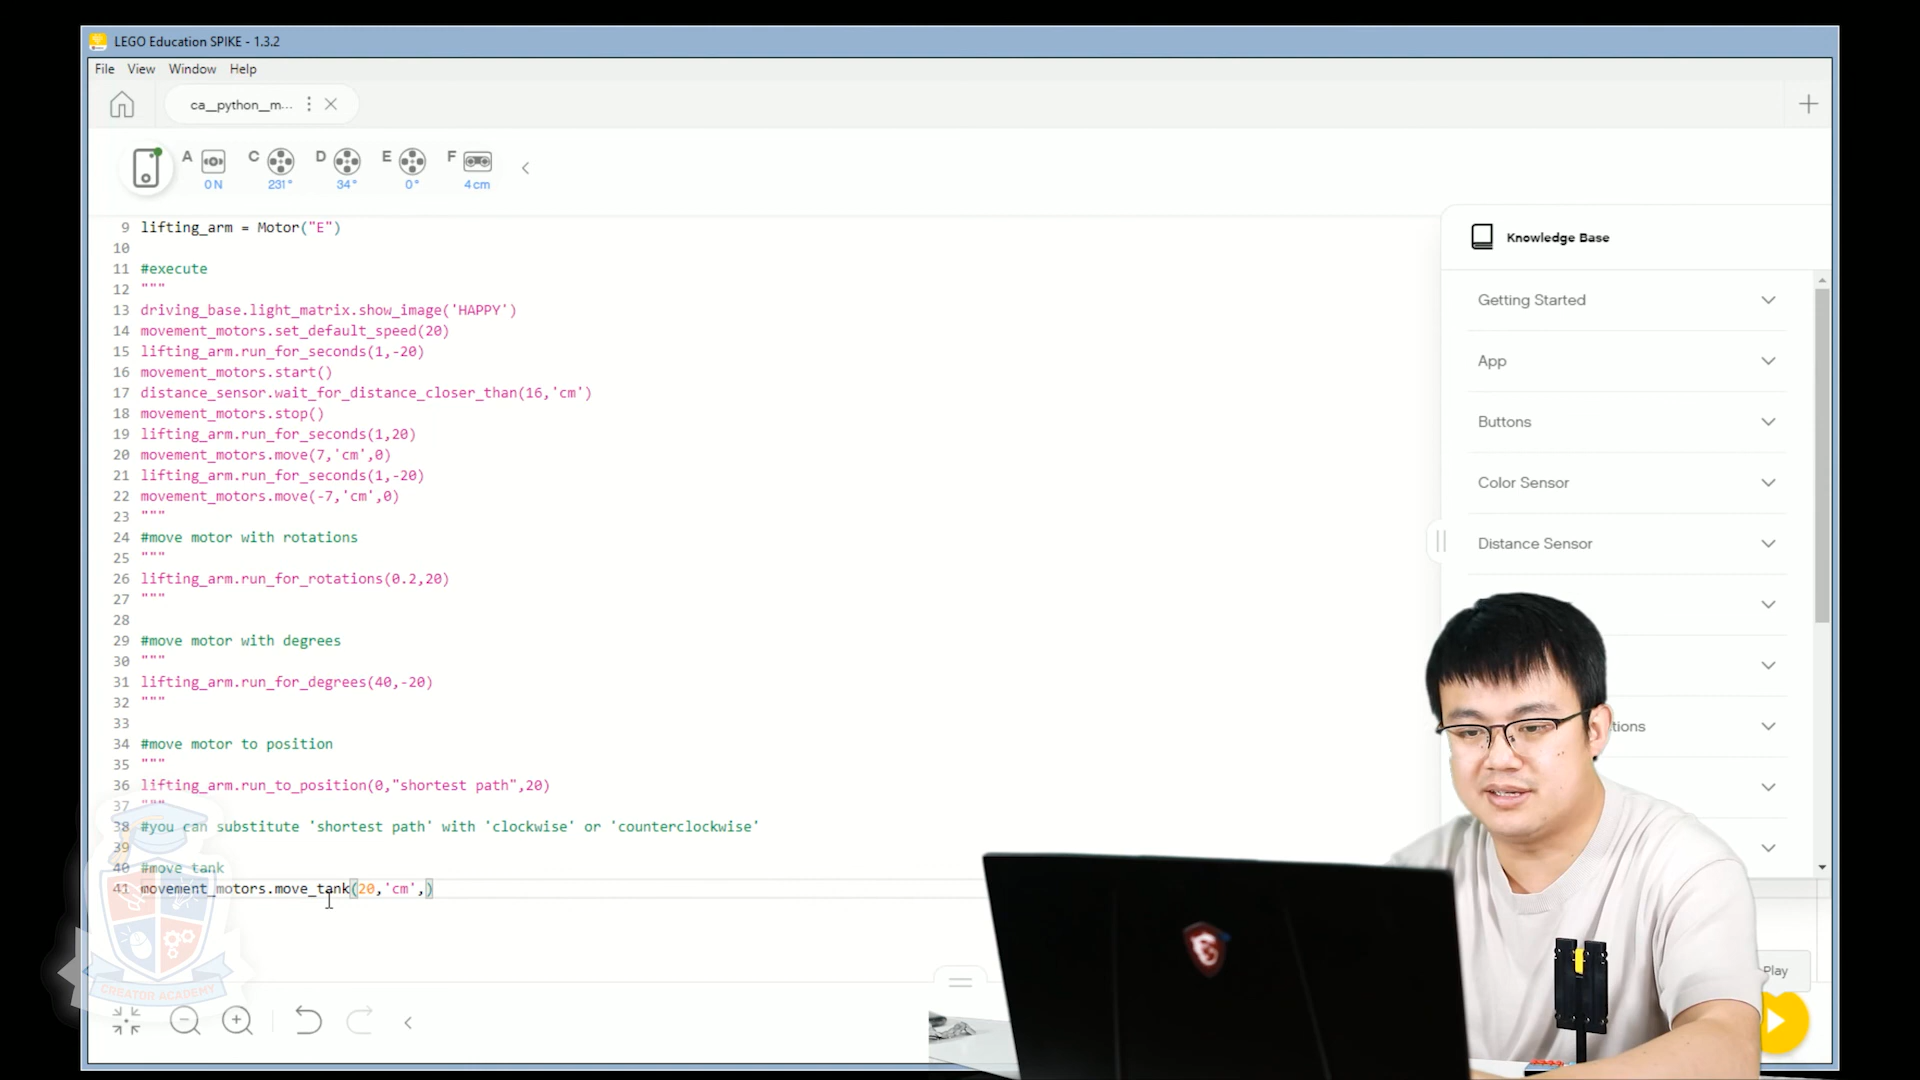 LEGO Education SPIKE - 1.3.2
File View Window Help
ca_python_m...
A C D E F
0 N 231° 34° 0° 4 cm
9 lifting_arm = Motor("E")
10
11 #execute
12 """
13 driving_base.light_matrix.show_image('HAPPY')
14 movement_motors.set_default_speed(20)
15 lifting_arm.run_for_seconds(1,-20)
16 movement_motors.start()
17 distance_sensor.wait_for_distance_closer_than(16,'cm')
18 movement_motors.stop()
19 lifting_arm.run_for_seconds(1,20)
20 movement_motors.move(7,'cm',0)
21 lifting_arm.run_for_seconds(1,-20)
22 movement_motors.move(-7,'cm',0)
23 """
24 #move motor with rotations
25 """
26 lifting_arm.run_for_rotations(0.2,20)
27 """
28
29 #move motor with degrees
30 """
31 lifting_arm.run_for_degrees(40,-20)
32 """
33
34 #move motor to position
35 """
36 lifting_arm.run_to_position(0,"shortest path",20)
37 """
38 #you can substitute 'shortest path' with 'clockwise' or 'counterclockwise'
39
40 #move tank
41 movement_motors.move_tank(20,'cm',)
Knowledge Base
Getting Started
App
Buttons
Color Sensor
Distance Sensor
tions
Play
CREATOR ACADEMY